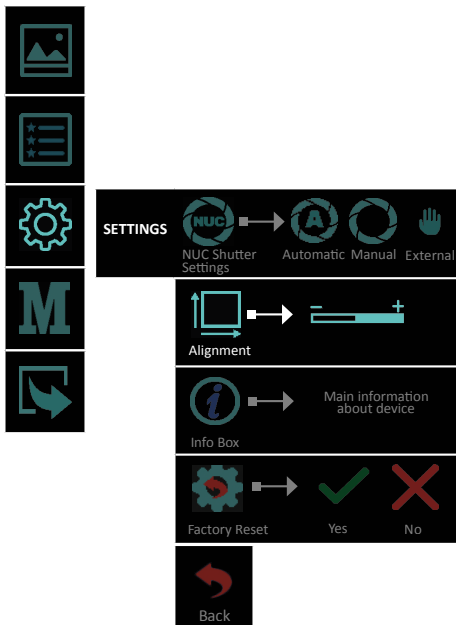 SETTINGS
NUC
NUC Shutter
Settings
A
Automatic
Manual
External
Alignment
- +
i
Info Box
Main information
about device
M
Factory Reset
Yes
No
Back